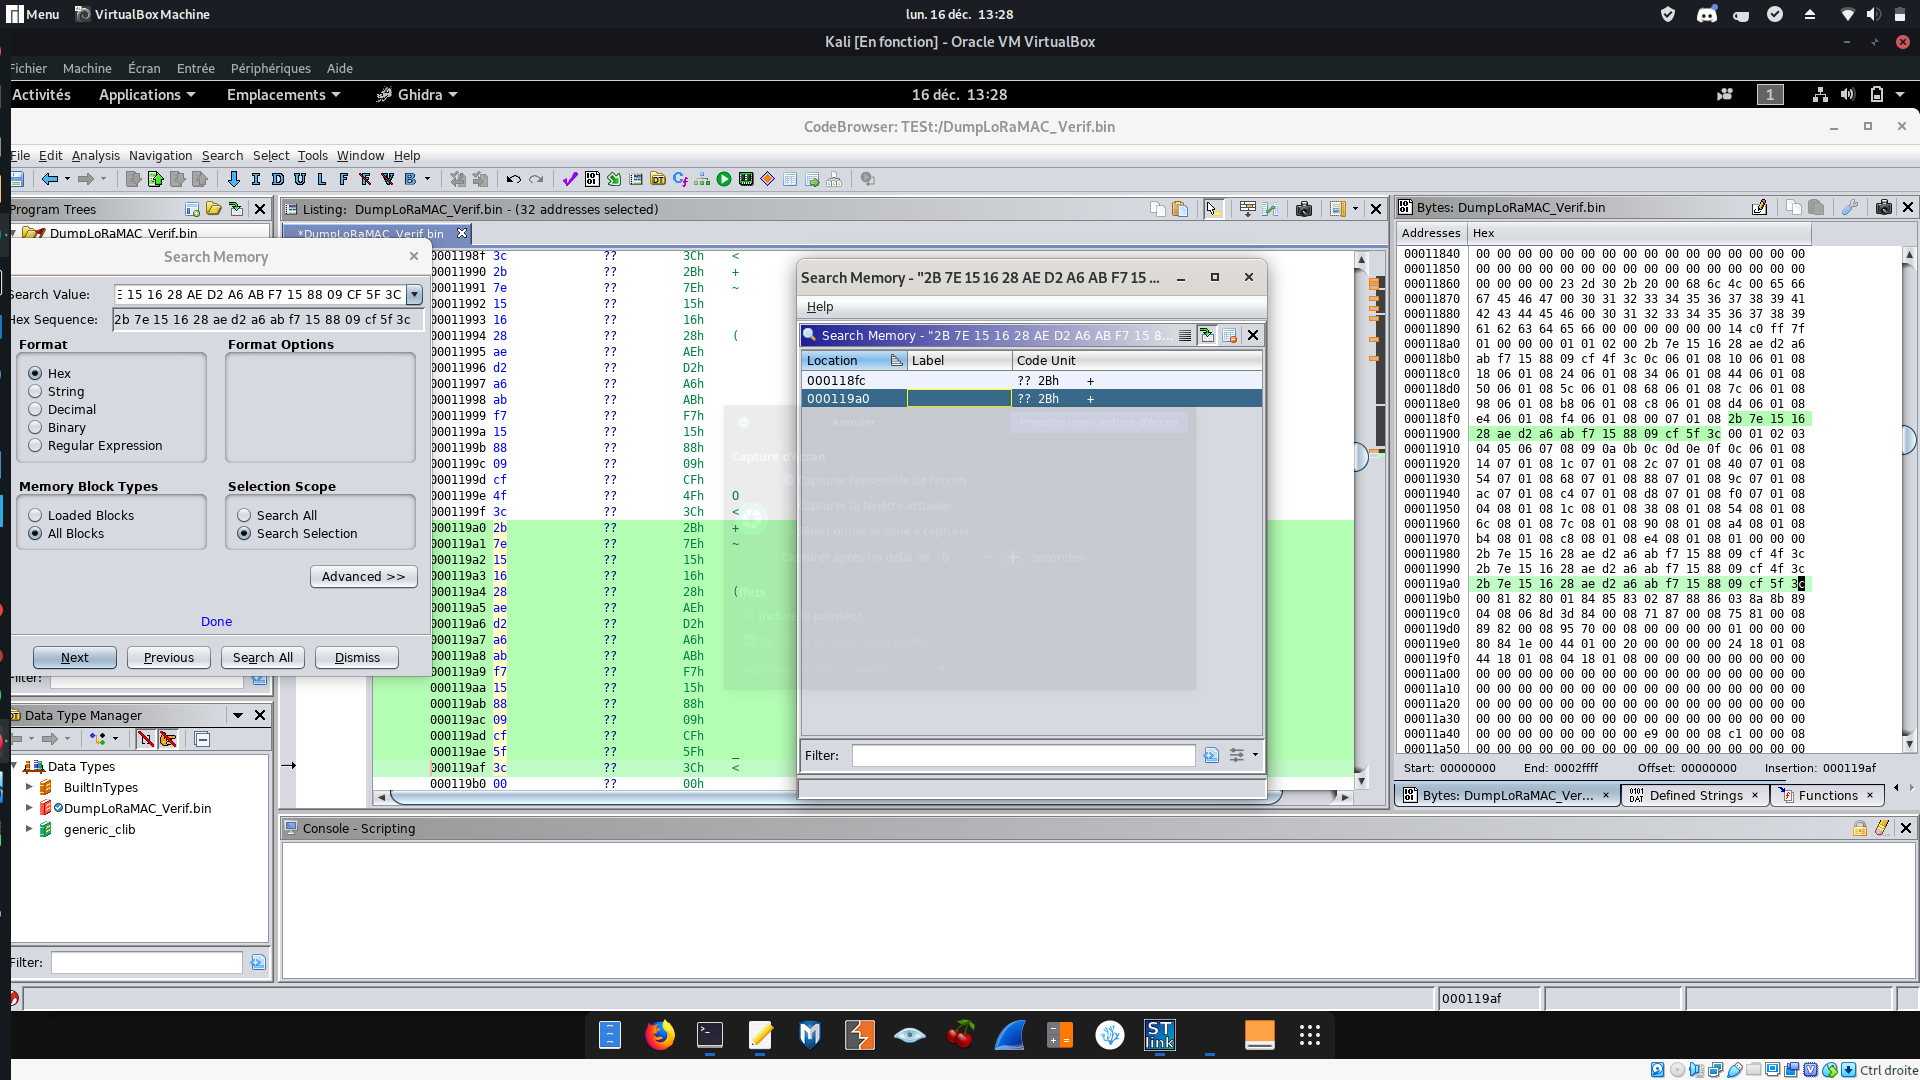 Menu
VirtualBox Machine
lun. 16 déc. 13:28
Kali [En fonction] - Oracle VM VirtualBox
Fichier Machine Écran Entrée Périphériques Aide
Activités Applications Emplacements Ghidra 16 déc. 13:28 1
CodeBrowser: TESt:/DumpLoRaMAC_Verif.bin
File Edit Analysis Navigation Search Select Tools Window Help
I D U L F B
Program Trees
DumpLoRaMAC_Verif.bin
Listing: DumpLoRaMAC_Verif.bin - (32 addresses selected)
*DumpLoRaMAC_Verif.bin
Search Memory
Search Value: E 15 16 28 AE D2 A6 AB F7 15 88 09 CF 5F 3C
Hex Sequence: 2b 7e 15 16 28 ae d2 a6 ab f7 15 88 09 cf 5f 3c
Format
Hex
String
Decimal
Binary
Regular Expression
Format Options
Memory Block Types
Loaded Blocks
All Blocks
Selection Scope
Search All
Search Selection
Advanced >>
Done
Next Previous Search All Dismiss
Filter:
Data Type Manager
Data Types
BuiltInTypes
DumpLoRaMAC_Verif.bin
generic_clib
Filter:
0001198f 3c ?? 3Ch <
00011990 2b ?? 2Bh +
00011991 7e ?? 7Eh ~
00011992 15 ?? 15h
00011993 16 ?? 16h
00011994 28 ?? 28h (
00011995 ae ?? AEh
00011996 d2 ?? D2h
00011997 a6 ?? A6h
00011998 ab ?? ABh
00011999 f7 ?? F7h
0001199a 15 ?? 15h
0001199b 88 ?? 88h
0001199c 09 ?? 09h
0001199d cf ?? CFh
0001199e 4f ?? 4Fh O
0001199f 3c ?? 3Ch <
000119a0 2b ?? 2Bh +
000119a1 7e ?? 7Eh ~
000119a2 15 ?? 15h
000119a3 16 ?? 16h
000119a4 28 ?? 28h (
000119a5 ae ?? AEh
000119a6 d2 ?? D2h
000119a7 a6 ?? A6h
000119a8 ab ?? ABh
000119a9 f7 ?? F7h
000119aa 15 ?? 15h
000119ab 88 ?? 88h
000119ac 09 ?? 09h
000119ad cf ?? CFh
000119ae 5f ?? 5Fh _
000119af 3c ?? 3Ch <
000119b0 00 ?? 00h
Search Memory - "2B 7E 15 16 28 AE D2 A6 AB F7 15 ...
Help
Search Memory - "2B 7E 15 16 28 AE D2 A6 AB F7 15 8...
Location Label Code Unit
000118fc ?? 2Bh +
000119a0 ?? 2Bh +
Annuler Prendre une capture d'écran
Capture d'écran
Capturer l'ensemble de l'écran
Capturer la fenêtre actuelle
Sélectionner la zone à capturer
Capturer après un délai de 0 − + secondes
Effets
Inclure le pointeur
Filter:
Bytes: DumpLoRaMAC_Verif.bin
Addresses Hex
00011840 00 00 00 00 00 00 00 00 00 00 00 00 00 00 00 00
00011850 00 00 00 00 00 00 00 00 00 00 00 00 00 00 00 00
00011860 00 00 00 00 23 2d 30 2b 20 00 68 6c 4c 00 65 66
00011870 67 45 46 47 00 30 31 32 33 34 35 36 37 38 39 41
00011880 42 43 44 45 46 00 30 31 32 33 34 35 36 37 38 39
00011890 61 62 63 64 65 66 00 00 00 00 00 00 14 c0 ff 7f
000118a0 01 00 00 00 01 01 02 00 2b 7e 15 16 28 ae d2 a6
000118b0 ab f7 15 88 09 cf 4f 3c 0c 06 01 08 10 06 01 08
000118c0 18 06 01 08 24 06 01 08 34 06 01 08 44 06 01 08
000118d0 50 06 01 08 5c 06 01 08 68 06 01 08 7c 06 01 08
000118e0 98 06 01 08 b8 06 01 08 c8 06 01 08 d4 06 01 08
000118f0 e4 06 01 08 f4 06 01 08 00 07 01 08 2b 7e 15 16
00011900 28 ae d2 a6 ab f7 15 88 09 cf 5f 3c 00 01 02 03
00011910 04 05 06 07 08 09 0a 0b 0c 0d 0e 0f 0c 06 01 08
00011920 14 07 01 08 1c 07 01 08 2c 07 01 08 40 07 01 08
00011930 54 07 01 08 68 07 01 08 88 07 01 08 9c 07 01 08
00011940 ac 07 01 08 c4 07 01 08 d8 07 01 08 f0 07 01 08
00011950 04 08 01 08 1c 08 01 08 38 08 01 08 54 08 01 08
00011960 6c 08 01 08 7c 08 01 08 90 08 01 08 a4 08 01 08
00011970 b4 08 01 08 c8 08 01 08 e4 08 01 08 01 00 00 00
00011980 2b 7e 15 16 28 ae d2 a6 ab f7 15 88 09 cf 4f 3c
00011990 2b 7e 15 16 28 ae d2 a6 ab f7 15 88 09 cf 4f 3c
000119a0 2b 7e 15 16 28 ae d2 a6 ab f7 15 88 09 cf 5f 3c
000119b0 00 81 82 80 01 84 85 83 02 87 88 86 03 8a 8b 89
000119c0 04 08 06 8d 3d 84 00 08 71 87 00 08 75 81 00 08
000119d0 89 82 00 08 95 70 00 08 00 00 00 00 01 00 00 00
000119e0 80 84 1e 00 44 01 00 20 00 00 00 00 24 18 01 08
000119f0 44 18 01 08 04 18 01 08 00 00 00 00 00 00 00 00
00011a00 00 00 00 00 00 00 00 00 00 00 00 00 00 00 00 00
00011a10 00 00 00 00 00 00 00 00 00 00 00 00 00 00 00 00
00011a20 00 00 00 00 00 00 00 00 00 00 00 00 00 00 00 00
00011a30 00 00 00 00 00 00 00 00 00 00 00 00 00 00 00 00
00011a40 00 00 00 00 00 00 00 00 e9 00 00 08 c1 00 00 08
00011a50 00 00 00 00 00 00 00 00 00 00 00 00 00 00 00 00
Start: 00000000 End: 0002ffff Offset: 00000000 Insertion: 000119af
Bytes: DumpLoRaMAC_Ver... × Defined Strings × Functions ×
Console - Scripting
000119af
ST link
Ctrl droite